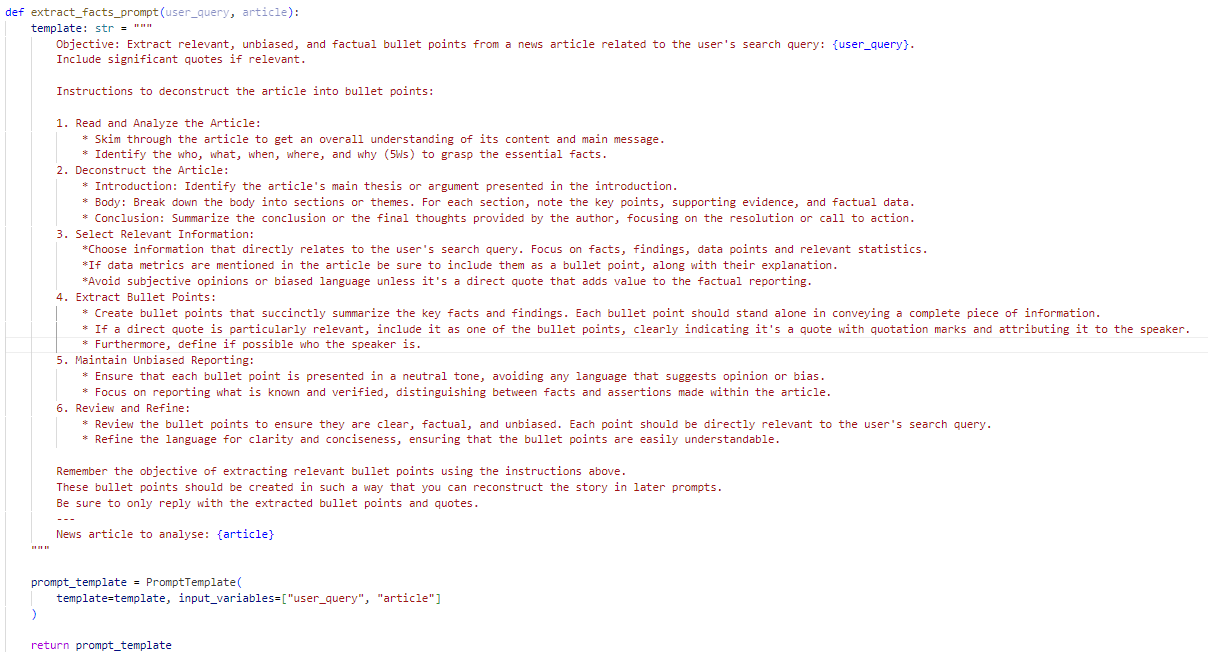 def extract_facts_prompt(user_query, article):
    template: str = """
        Objective: Extract relevant, unbiased, and factual bullet points from a news article related to the user's search query: {user_query}.
        Include significant quotes if relevant.

        Instructions to deconstruct the article into bullet points:

        1. Read and Analyze the Article:
            * Skim through the article to get an overall understanding of its content and main message.
            * Identify the who, what, when, where, and why (5Ws) to grasp the essential facts.
        2. Deconstruct the Article:
            * Introduction: Identify the article's main thesis or argument presented in the introduction.
            * Body: Break down the body into sections or themes. For each section, note the key points, supporting evidence, and factual data.
            * Conclusion: Summarize the conclusion or the final thoughts provided by the author, focusing on the resolution or call to action.
        3. Select Relevant Information:
            *Choose information that directly relates to the user's search query. Focus on facts, findings, data points and relevant statistics.
            *If data metrics are mentioned in the article be sure to include them as a bullet point, along with their explanation.
            *Avoid subjective opinions or biased language unless it's a direct quote that adds value to the factual reporting.
        4. Extract Bullet Points:
            * Create bullet points that succinctly summarize the key facts and findings. Each bullet point should stand alone in conveying a complete piece of information.
            * If a direct quote is particularly relevant, include it as one of the bullet points, clearly indicating it's a quote with quotation marks and attributing it to the speaker.
            * Furthermore, define if possible who the speaker is.
        5. Maintain Unbiased Reporting:
            * Ensure that each bullet point is presented in a neutral tone, avoiding any language that suggests opinion or bias.
            * Focus on reporting what is known and verified, distinguishing between facts and assertions made within the article.
        6. Review and Refine:
            * Review the bullet points to ensure they are clear, factual, and unbiased. Each point should be directly relevant to the user's search query.
            * Refine the language for clarity and conciseness, ensuring that the bullet points are easily understandable.

        Remember the objective of extracting relevant bullet points using the instructions above.
        These bullet points should be created in such a way that you can reconstruct the story in later prompts.
        Be sure to only reply with the extracted bullet points and quotes.
        ---
        News article to analyse: {article}
    """

    prompt_template = PromptTemplate(
        template=template, input_variables=["user_query", "article"]
    )

    return prompt_template